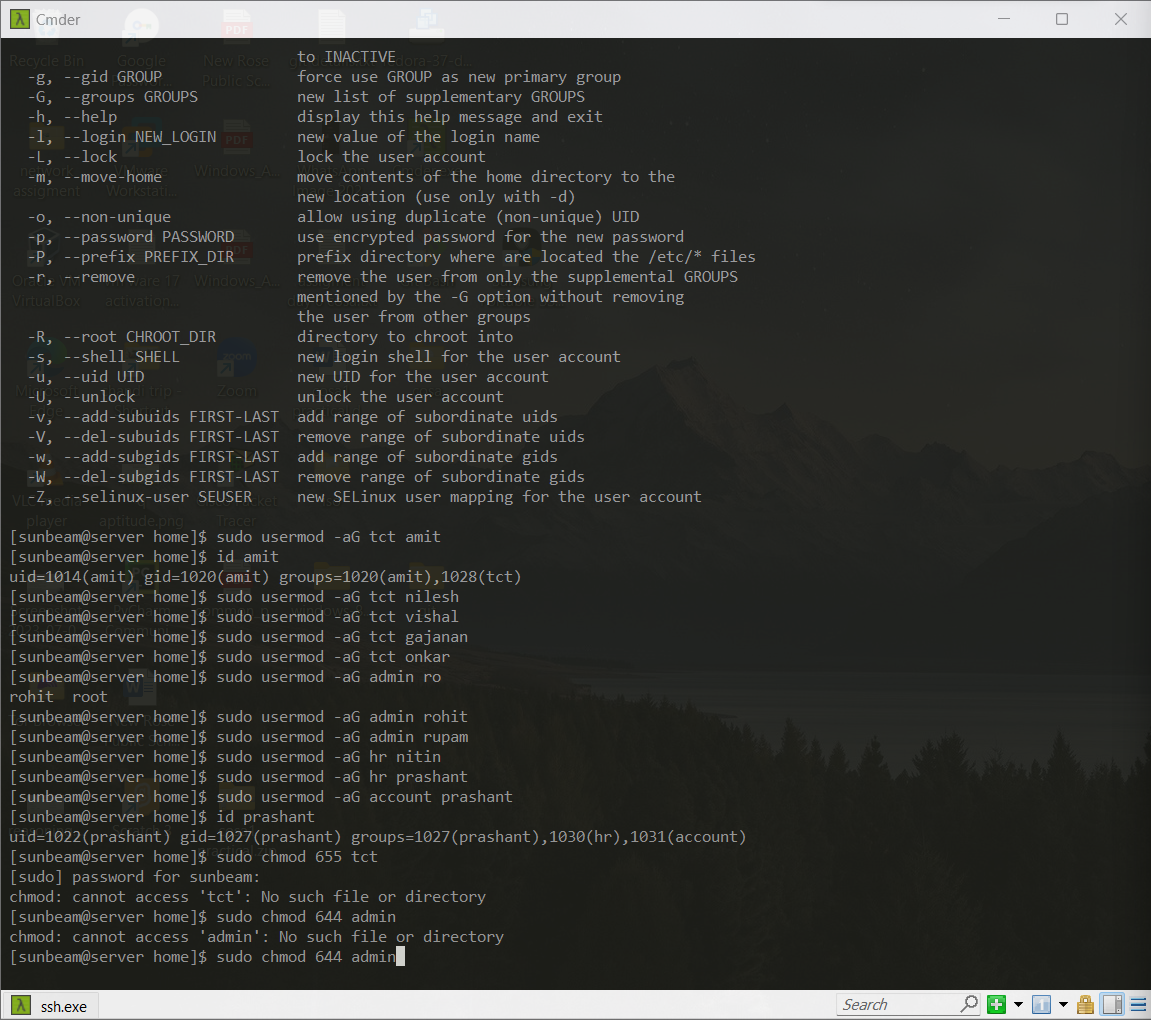 Cmder
to INACTIVE
-g, --gid GROUP force use GROUP as new primary group
-G, --groups GROUPS new list of supplementary GROUPS
-h, --help display this help message and exit
-l, --login NEW_LOGIN new value of the login name
-L, --lock lock the user account
-m, --move-home move contents of the home directory to the
new location (use only with -d)
-o, --non-unique allow using duplicate (non-unique) UID
-p, --password PASSWORD use encrypted password for the new password
-P, --prefix PREFIX_DIR prefix directory where are located the /etc/* files
-r, --remove remove the user from only the supplemental GROUPS
mentioned by the -G option without removing
the user from other groups
-R, --root CHROOT_DIR directory to chroot into
-s, --shell SHELL new login shell for the user account
-u, --uid UID new UID for the user account
-U, --unlock unlock the user account
-v, --add-subuids FIRST-LAST add range of subordinate uids
-V, --del-subuids FIRST-LAST remove range of subordinate uids
-w, --add-subgids FIRST-LAST add range of subordinate gids
-W, --del-subgids FIRST-LAST remove range of subordinate gids
-Z, --selinux-user SEUSER new SELinux user mapping for the user account
[sunbeam@server home]$ sudo usermod -aG tct amit
[sunbeam@server home]$ id amit
uid=1014(amit) gid=1020(amit) groups=1020(amit),1028(tct)
[sunbeam@server home]$ sudo usermod -aG tct nilesh
[sunbeam@server home]$ sudo usermod -aG tct vishal
[sunbeam@server home]$ sudo usermod -aG tct gajanan
[sunbeam@server home]$ sudo usermod -aG tct onkar
[sunbeam@server home]$ sudo usermod -aG admin ro
rohit root
[sunbeam@server home]$ sudo usermod -aG admin rohit
[sunbeam@server home]$ sudo usermod -aG admin rupam
[sunbeam@server home]$ sudo usermod -aG hr nitin
[sunbeam@server home]$ sudo usermod -aG hr prashant
[sunbeam@server home]$ sudo usermod -aG account prashant
[sunbeam@server home]$ id prashant
uid=1022(prashant) gid=1027(prashant) groups=1027(prashant),1030(hr),1031(account)
[sunbeam@server home]$ sudo chmod 655 tct
[sudo] password for sunbeam:
chmod: cannot access 'tct': No such file or directory
[sunbeam@server home]$ sudo chmod 644 admin
chmod: cannot access 'admin': No such file or directory
[sunbeam@server home]$ sudo chmod 644 admin
ssh.exe
Search